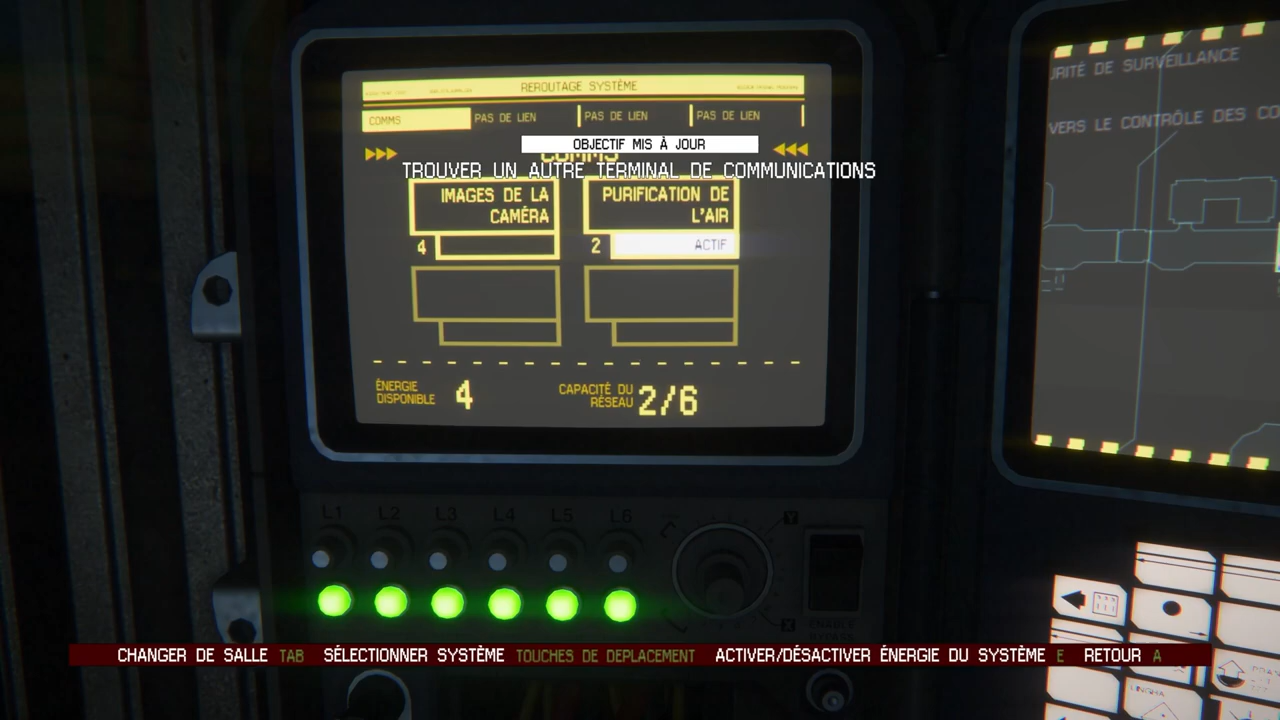 REROUTAGE SYSTÈME
COMMS
PAS DE LIEN
PAS DE LIEN
PAS DE LIEN
OBJECTIF MIS À JOUR
COMMS
TROUVER UN AUTRE TERMINAL DE COMMUNICATIONS
IMAGES DE LA
CAMÉRA
4
PURIFICATION DE
L'AIR
2
ACTIF
ÉNERGIE
DISPONIBLE
4
CAPACITÉ DU
RÉSEAU
2/6
L1 L2 L3 L4 L5 L6
Y
X
ENABLE
DE SURVEILLANCE
VERS LE CONTRÔLE DES
CHANGER DE SALLE TAB SÉLECTIONNER SYSTÈME TOUCHES DE DEPLACEMENT ACTIVER/DÉSACTIVER ÉNERGIE DU SYSTÈME E RETOUR A